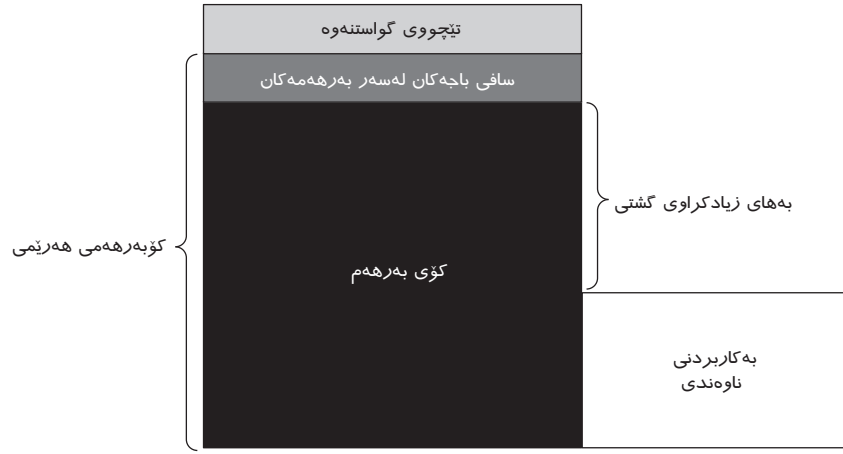 تێچووی گواستنەوە
سافی باجەکان لەسەر بەرهەمەکان
بەهای زیادکراوی گشتی
کۆبەرهەمی هەرێمی
کۆی بەرهەم
بەکاربردنی
ناوەندی